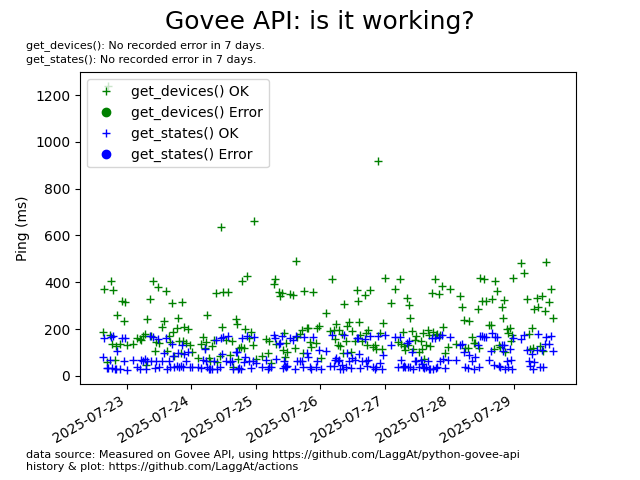 Govee API: is it working?
get_devices(): No recorded error in 7 days.
get_states(): No recorded error in 7 days.
get_devices() OK
get_devices() Error
get_states() OK
get_states() Error
Ping (ms)
1200
1000
800
600
400
200
0
2025-07-23
2025-07-24
2025-07-25
2025-07-26
2025-07-27
2025-07-28
2025-07-29
data source: Measured on Govee API, using https://github.com/LaggAt/python-govee-api
history & plot: https://github.com/LaggAt/actions